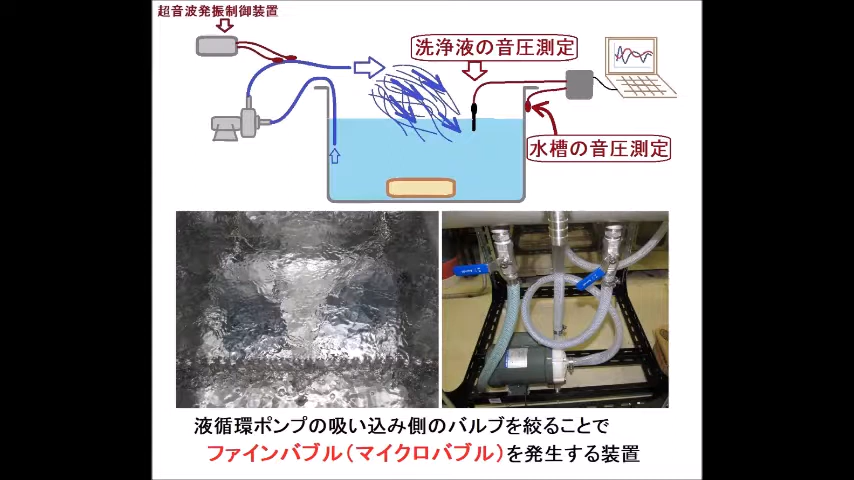 超音波発振制御装置
洗浄液の音圧測定
水槽の音圧測定
液循環ポンプの吸い込み側のバルブを絞ることで
ファインバブル(マイクロバブル)を発生する装置